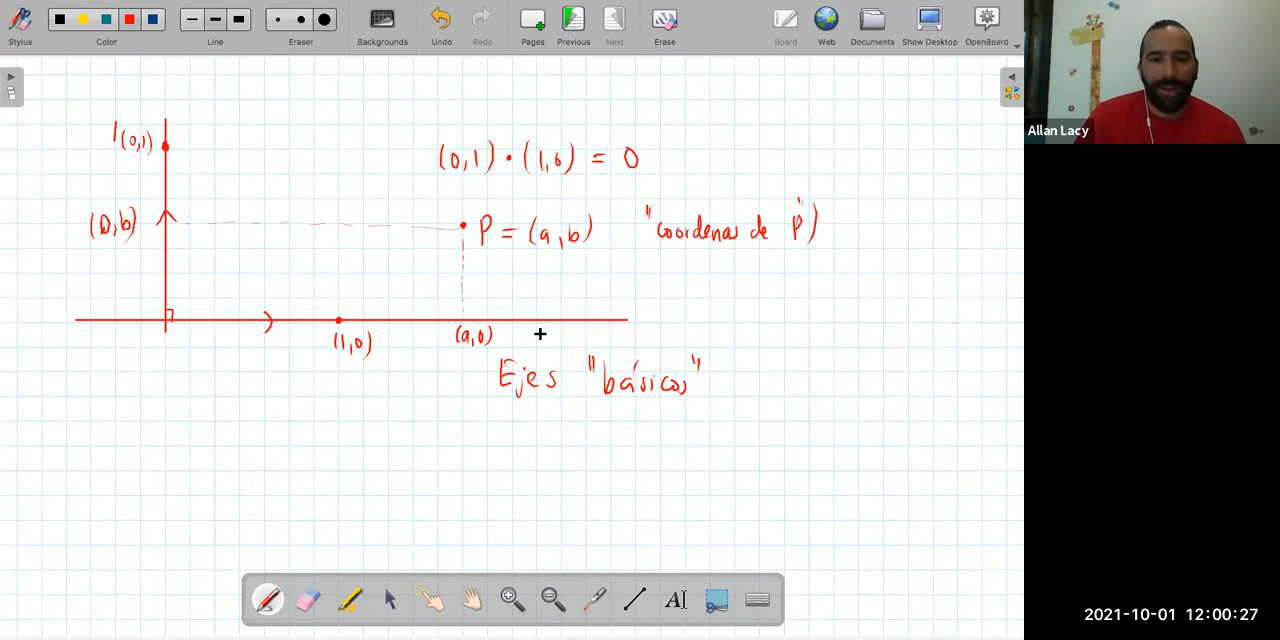 Stylus
Color
Line
Eraser
Backgrounds
Undo
Redo
Pages
Previous
Next
Erase
Board
Web
Documents
Show Desktop
OpenBoard
Allan Lacy
1(0,1)
(0,1) · (1,0) = 0
(0,b)
P = (a,b) "coordenas de P")
(1,0)
(a,0)
Ejes "básicos"
2021-10-01 12:00:27